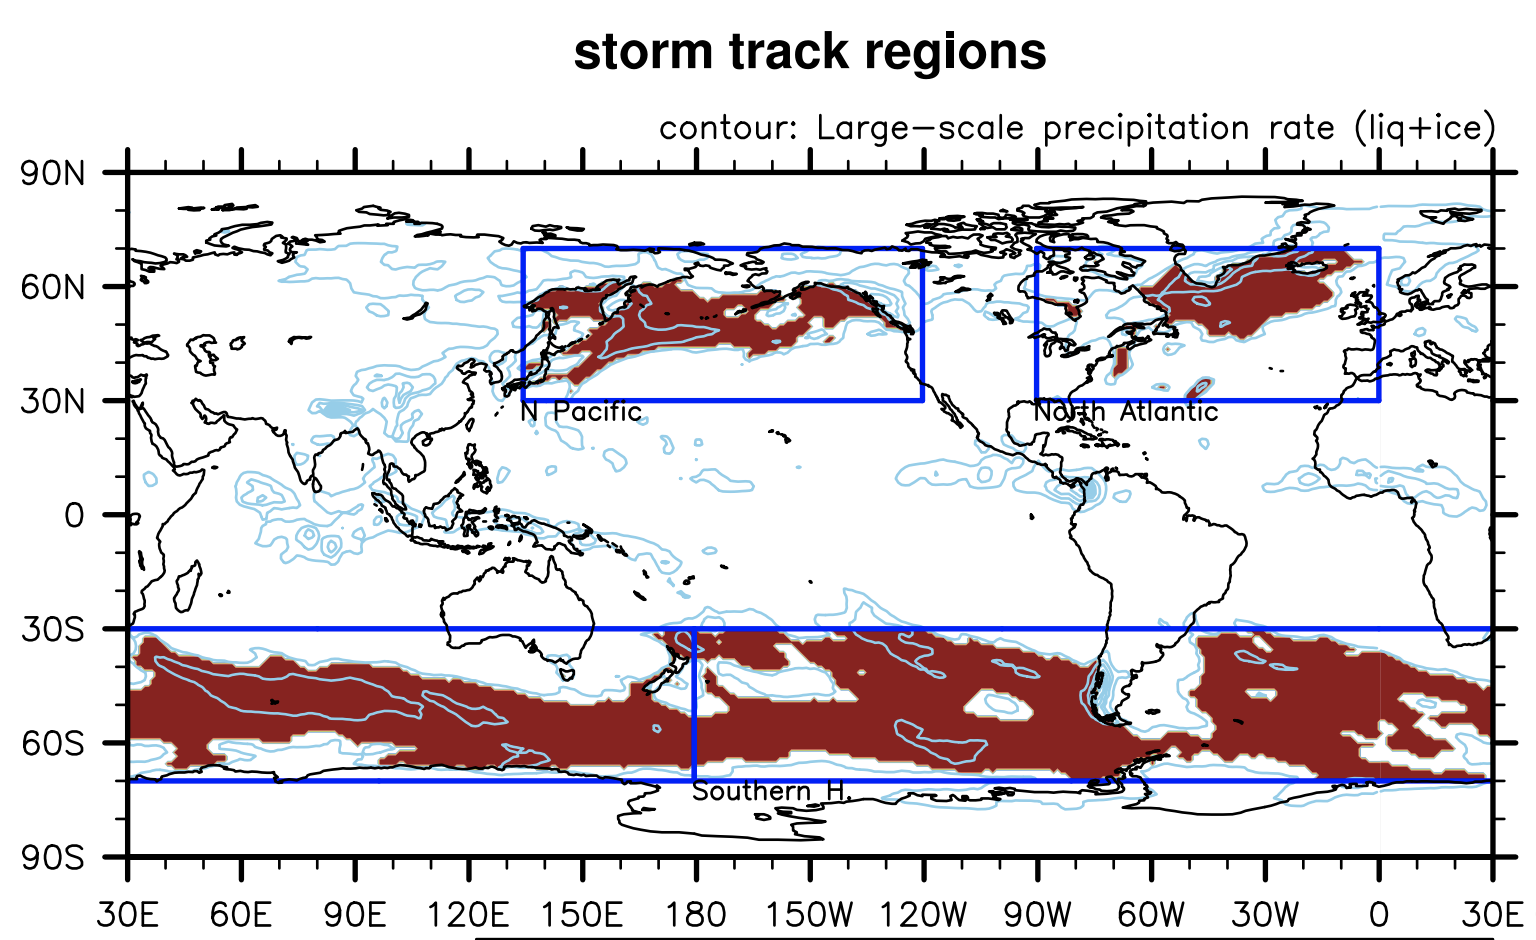 storm track regions
contour: Large-scale precipitation rate (liq+ice)
90N
60N
30N
0
30S
60S
90S
N Pacific
North Atlantic
Southern H.
30E 60E 90E 120E 150E 180 150W 120W 90W 60W 30W 0 30E